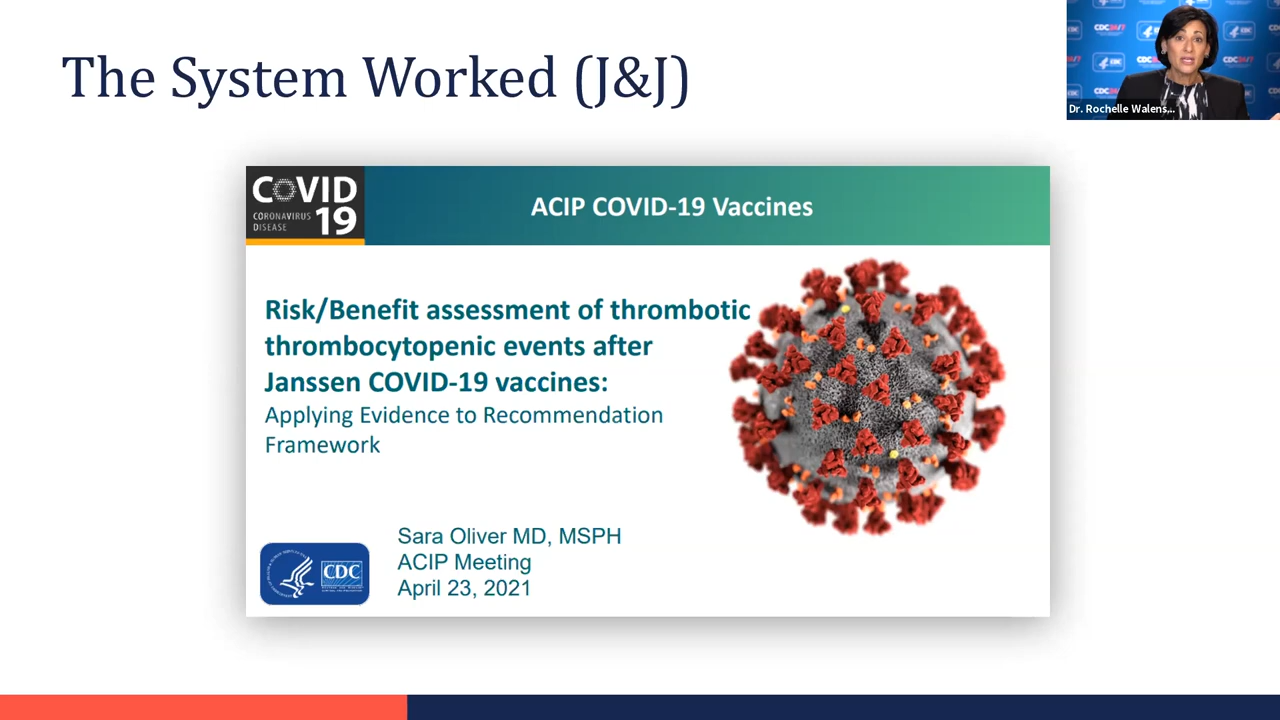 The System Worked (J&J)
Dr. Rochelle Walens...
COVID
CORONAVIRUS
DISEASE
19
ACIP COVID-19 Vaccines
Risk/Benefit assessment of thrombotic
thrombocytopenic events after
Janssen COVID-19 vaccines:
Applying Evidence to Recommendation
Framework
Sara Oliver MD, MSPH
ACIP Meeting
April 23, 2021
CDC